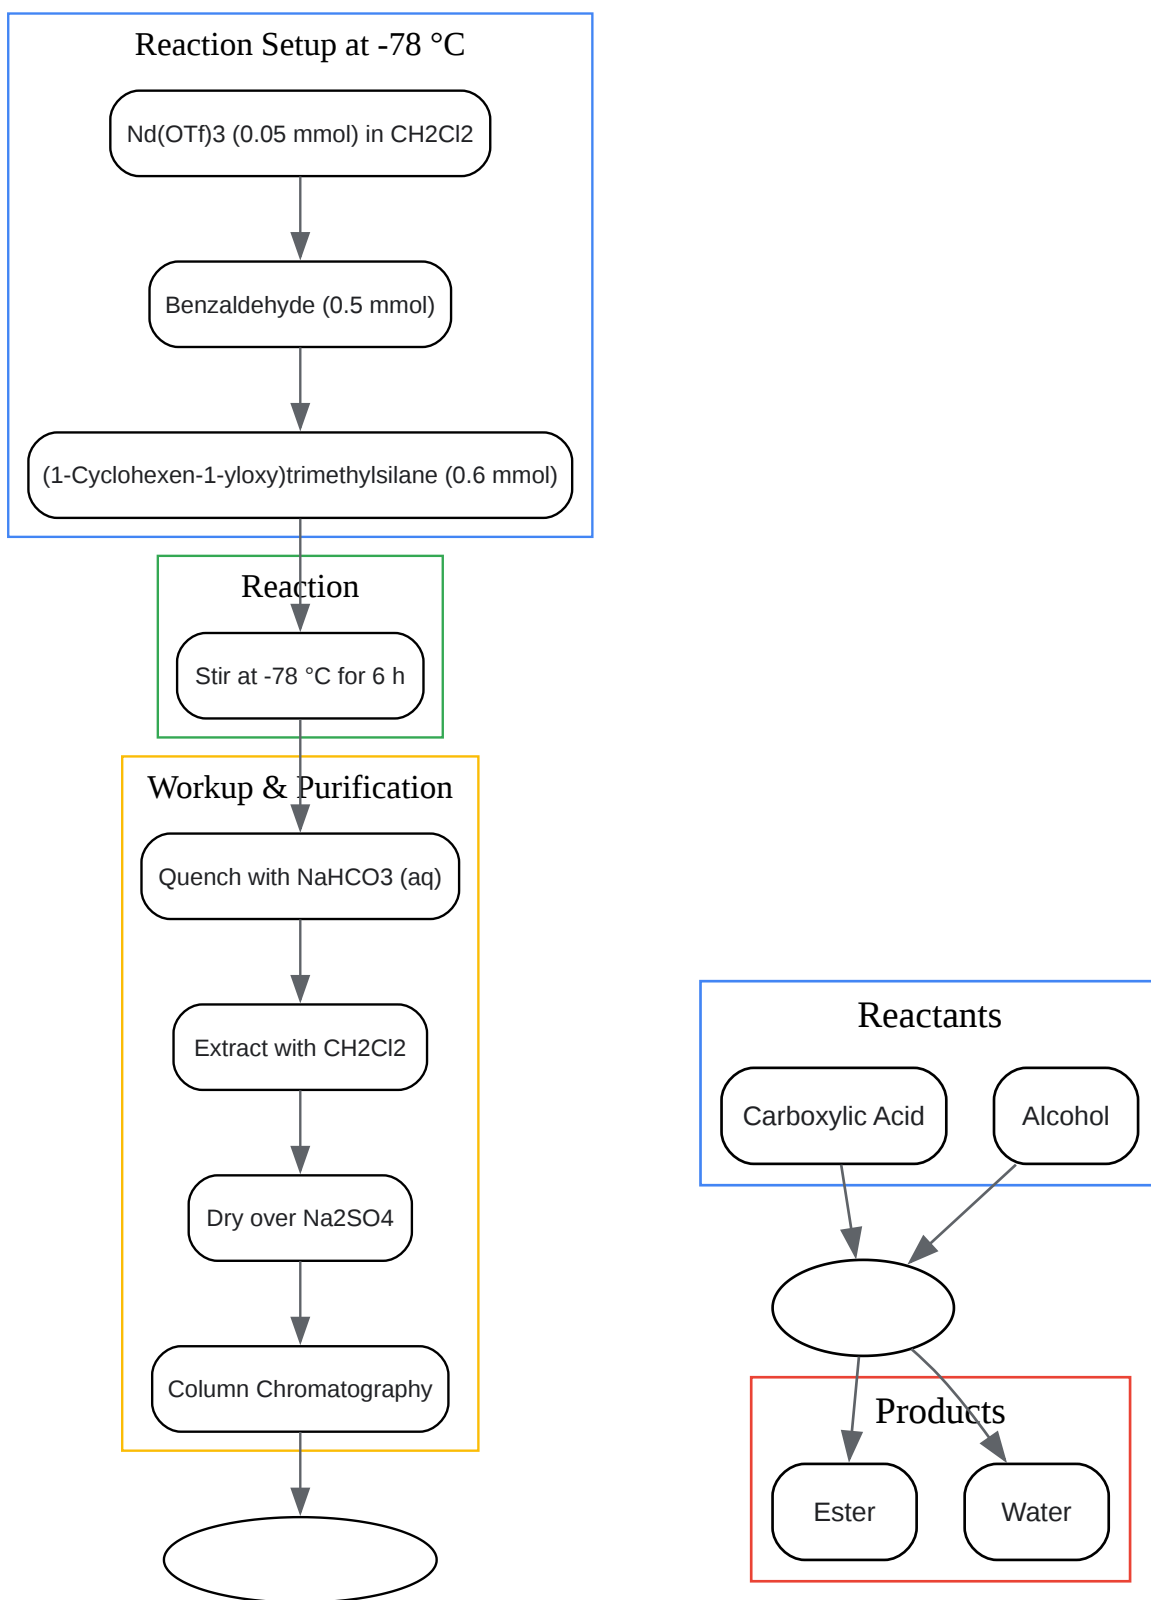 Reaction Setup at -78 °C
Nd(OTf)3 (0.05 mmol) in CH2Cl2
Benzaldehyde (0.5 mmol)
(1-Cyclohexen-1-yloxy)trimethylsilane (0.6 mmol)
Reaction
Stir at -78 °C for 6 h
Workup & Purification
Quench with NaHCO3 (aq)
Extract with CH2Cl2
Dry over Na2SO4
Column Chromatography
Reactants
Carboxylic Acid
Alcohol
Products
Ester
Water